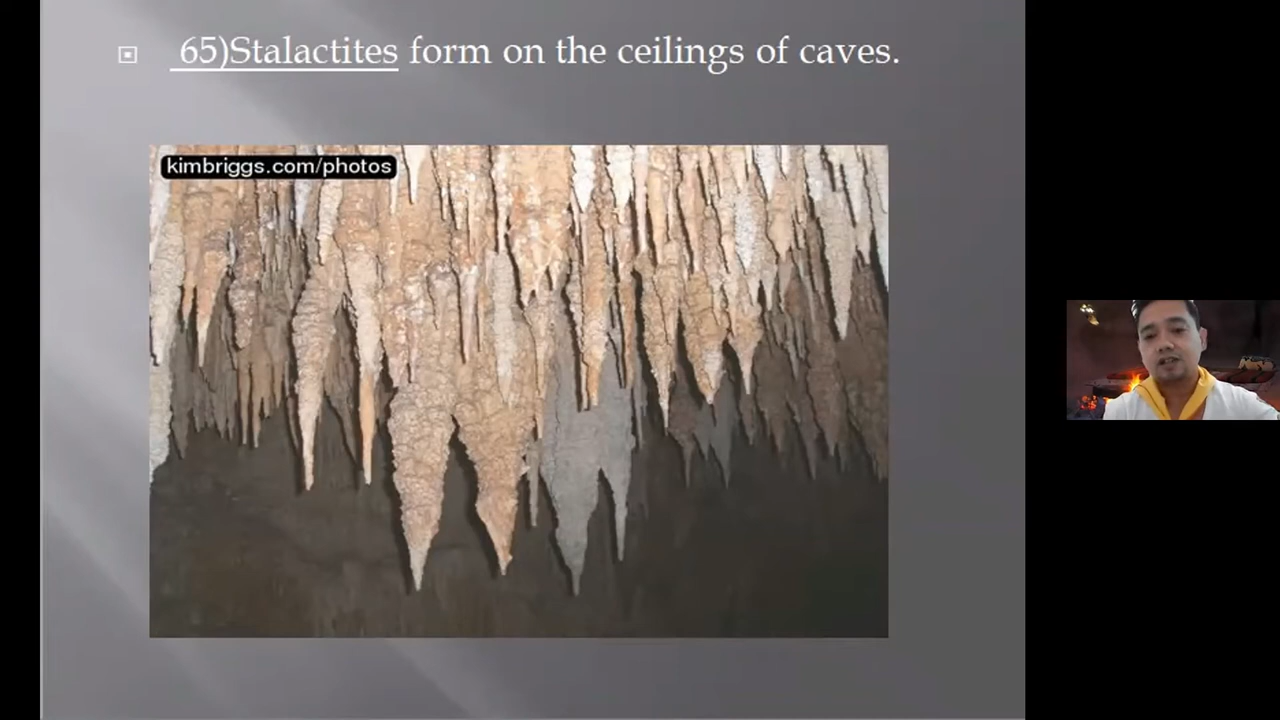 65)Stalactites form on the ceilings of caves.
kimbriggs.com/photos